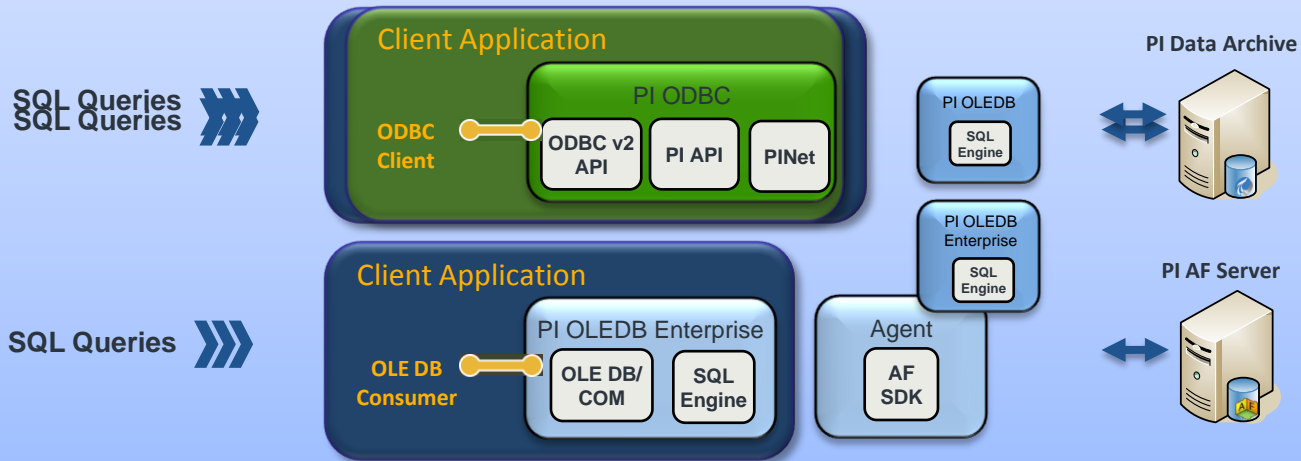 Client Application
PI Data Archive
SQL Queries
SQL Queries
PI ODBC
ODBC
Client
ODBC v2
API
PI API
PINet
PI OLEDB
SQL
Engine
PI OLEDB
Enterprise
SQL
Engine
Client Application
PI AF Server
SQL Queries
PI OLEDB Enterprise
OLE DB
Consumer
OLE DB/
COM
SQL
Engine
Agent
AF
SDK
A F